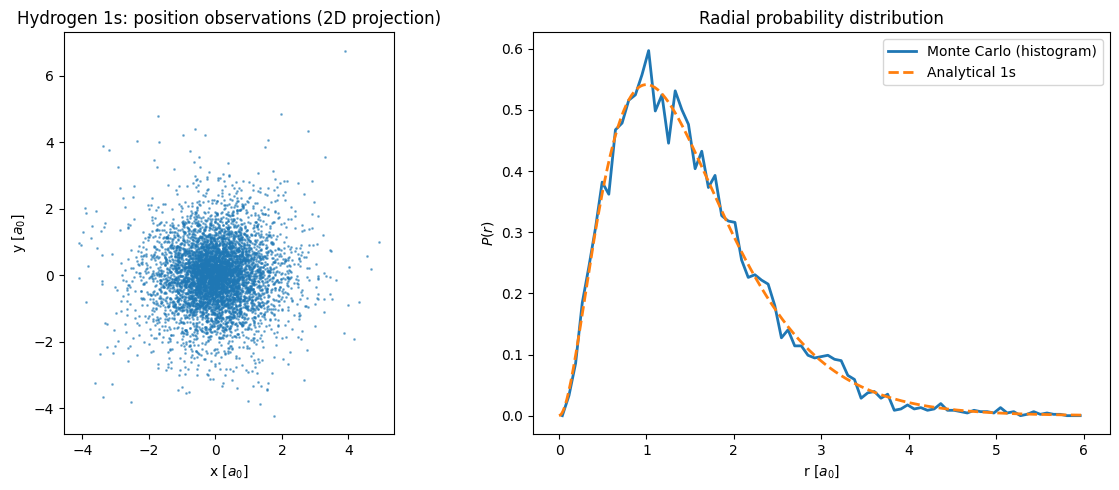 Hydrogen 1s: position observations (2D projection)
6
4
2
0
−2
−4
y [a₀]
−4 −2 0 2 4
x [a₀]
Radial probability distribution
Monte Carlo (histogram)
Analytical 1s
0.6
0.5
0.4
0.3
0.2
0.1
0.0
P(r)
0 1 2 3 4 5 6
r [a₀]